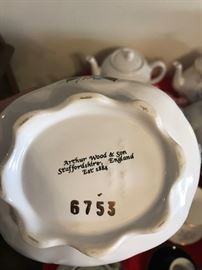 Arthur Wood & Son
Staffordshire, England
Est 1884
6753